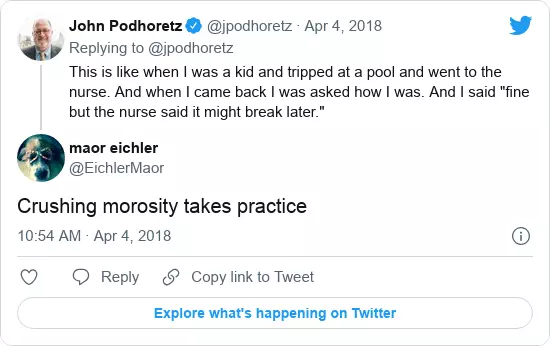 John Podhoretz @jpodhoretz · Apr 4, 2018
Replying to @jpodhoretz
This is like when I was a kid and tripped at a pool and went to the
nurse. And when I came back I was asked how I was. And I said "fine
but the nurse said it might break later."
maor eichler
@EichlerMaor
Crushing morosity takes practice
10:54 AM · Apr 4, 2018
Reply Copy link to Tweet
Explore what's happening on Twitter